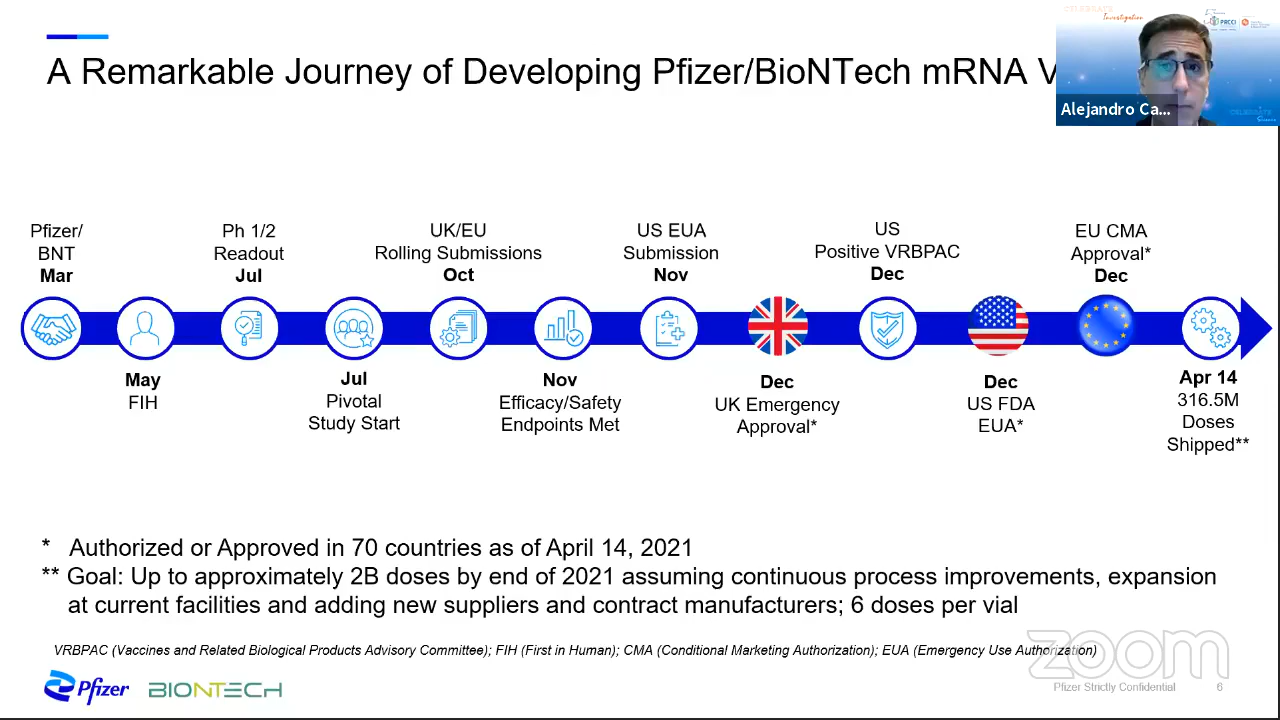 A Remarkable Journey of Developing Pfizer/BioNTech mRNA V
CELEBRATE
Investigation
PRCCI
Alejandro Ca...
Pfizer/
BNT
Mar
Ph 1/2
Readout
Jul
UK/EU
Rolling Submissions
Oct
US EUA
Submission
Nov
US
Positive VRBPAC
Dec
EU CMA
Approval*
Dec
May
FIH
Jul
Pivotal
Study Start
Nov
Efficacy/Safety
Endpoints Met
Dec
UK Emergency
Approval*
Dec
US FDA
EUA*
Apr 14
316.5M
Doses
Shipped**
* Authorized or Approved in 70 countries as of April 14, 2021
** Goal: Up to approximately 2B doses by end of 2021 assuming continuous process improvements, expansion
at current facilities and adding new suppliers and contract manufacturers; 6 doses per vial
VRBPAC (Vaccines and Related Biological Products Advisory Committee); FIH (First in Human); CMA (Conditional Marketing Authorization); EUA (Emergency Use Authorization)
zoom
Pfizer
BIONTECH
Pfizer Strictly Confidential
6